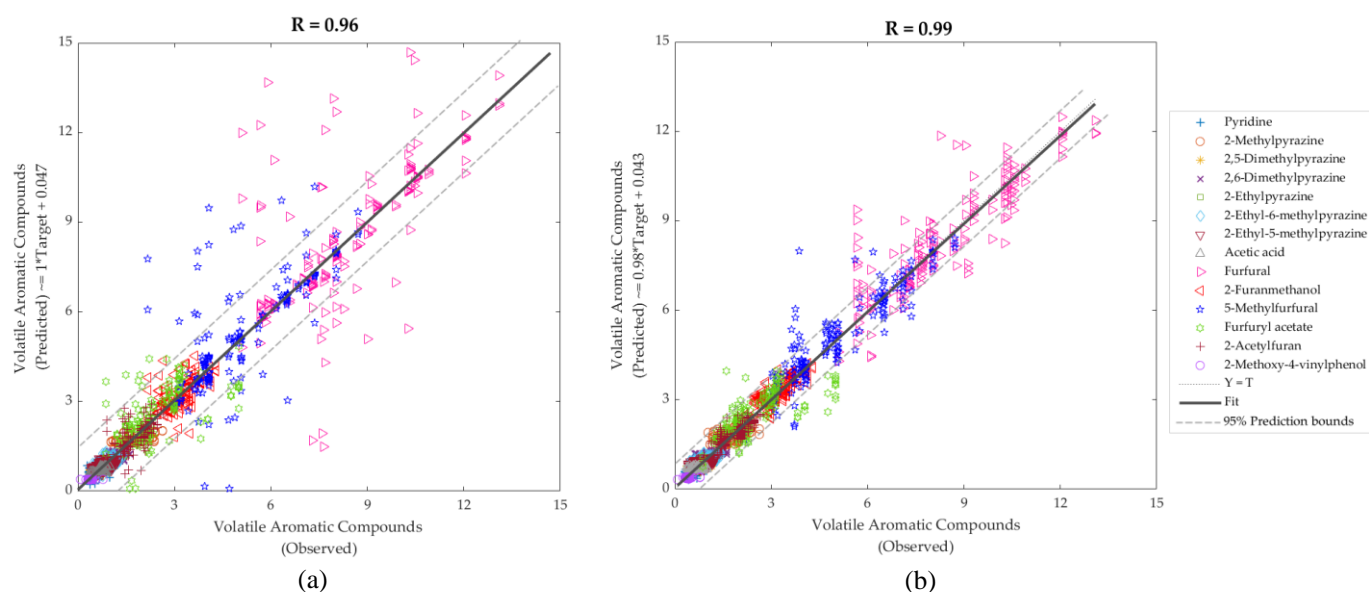 R = 0.96
15
12
9
6
3
0
0
3
6
9
12
15
Volatile Aromatic Compounds
(Predicted) ~= 1*Target + 0.047
Volatile Aromatic Compounds
(Observed)
(a)
R = 0.99
15
12
9
6
3
0
0
3
6
9
12
15
Volatile Aromatic Compounds
(Predicted) ~= 0.98*Target + 0.043
Volatile Aromatic Compounds
(Observed)
(b)
Pyridine
2-Methylpyrazine
2,5-Dimethylpyrazine
2,6-Dimethylpyrazine
2-Ethylpyrazine
2-Ethyl-6-methylpyrazine
2-Ethyl-5-methylpyrazine
Acetic acid
Furfural
2-Furanmethanol
5-Methylfurfural
Furfuryl acetate
2-Acetylfuran
2-Methoxy-4-vinylphenol
Y = T
Fit
95% Prediction bounds